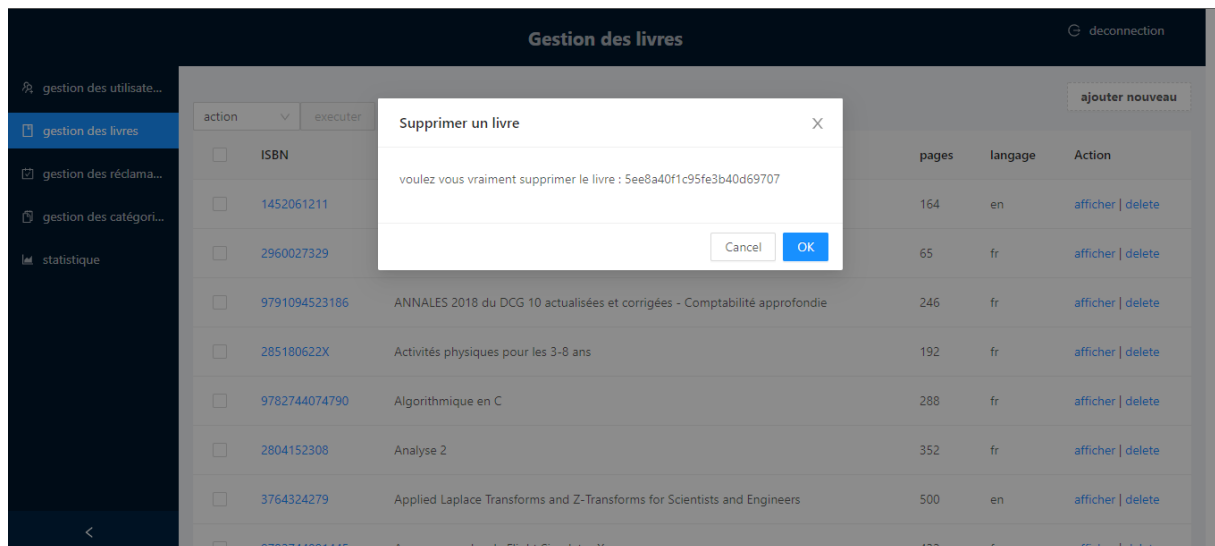 Gestion des livres
deconnection
gestion des utilisate...
gestion des livres
gestion des réclama...
gestion des catégori...
statistique
ajouter nouveau
action
executer
Supprimer un livre
voulez vous vraiment supprimer le livre : 5ee8a40f1c95fe3b40d69707
Cancel OK
ISBN pages langage Action
1452061211 164 en afficher | delete
2960027329 65 fr afficher | delete
9791094523186 ANNALES 2018 du DCG 10 actualisées et corrigées - Comptabilité approfondie 246 fr afficher | delete
285180622X Activités physiques pour les 3-8 ans 192 fr afficher | delete
9782744074790 Algorithmique en C 288 fr afficher | delete
2804152308 Analyse 2 352 fr afficher | delete
3764324279 Applied Laplace Transforms and Z-Transforms for Scientists and Engineers 500 en afficher | delete